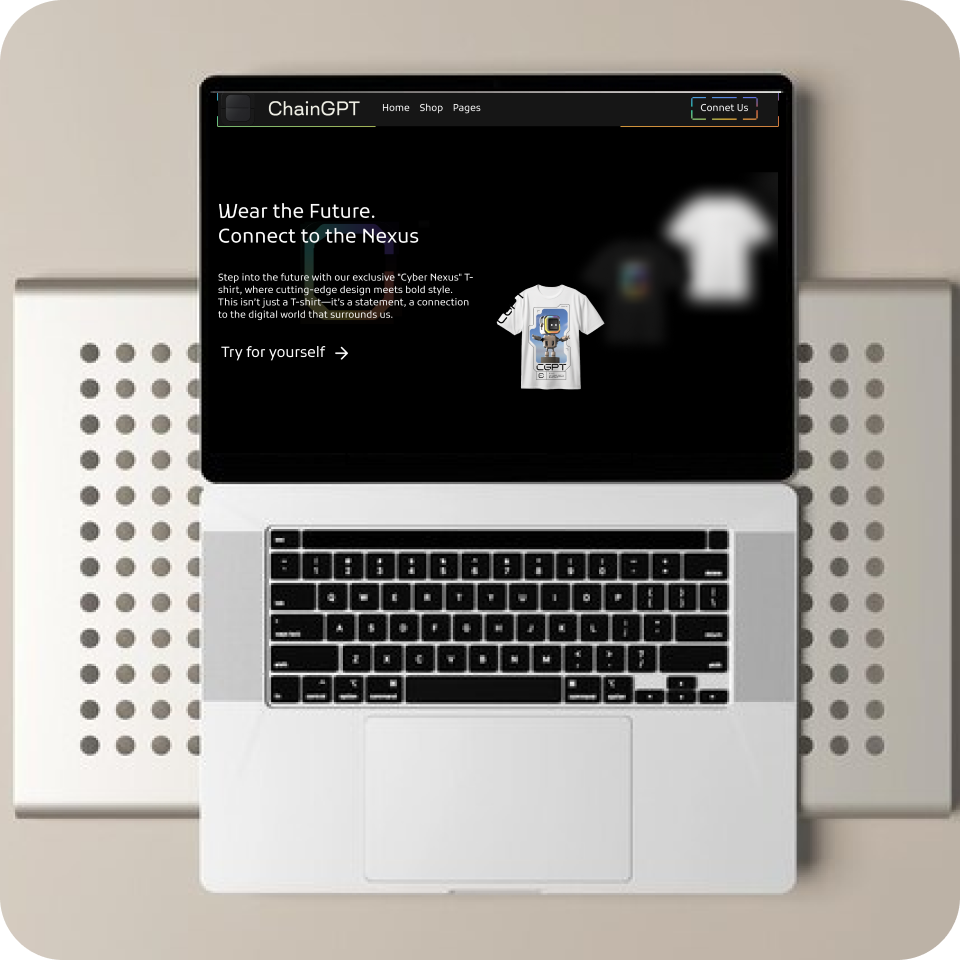 ChainGPT
Home Shop Pages
Connet Us
Wear the Future.
Connect to the Nexus
Step into the future with our exclusive "Cyber Nexus" T-
shirt, where cutting-edge design meets bold style.
This isn't just a T-shirt—it's a statement, a connection
to the digital world that surrounds us.
Try for yourself →
CGPT
Q W E R T Y U I O P
A S D F G H J K L
Z X C V B N M